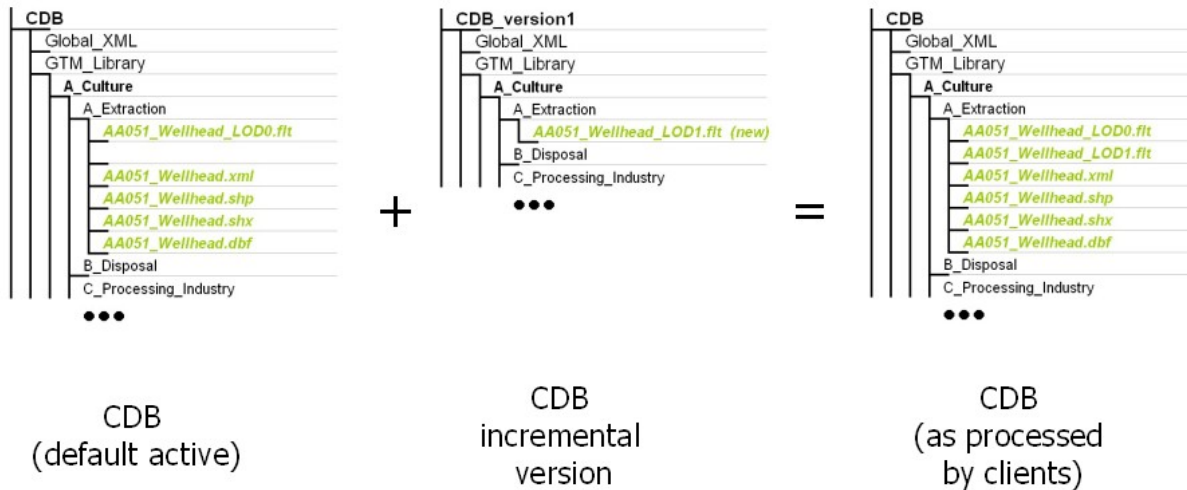 CDB
Global_XML
GTM_Library
A_Culture
A_Extraction
AA051_Wellhead_LOD0.flt
AA051_Wellhead.xml
AA051_Wellhead.shp
AA051_Wellhead.shx
AA051_Wellhead.dbf
B_Disposal
C_Processing_Industry
●●●
CDB
(default active)
+
CDB_version1
Global_XML
GTM_Library
A_Culture
A_Extraction
AA051_Wellhead_LOD1.flt (new)
B_Disposal
C_Processing_Industry
●●●
CDB
incremental
version
=
CDB
Global_XML
GTM_Library
A_Culture
A_Extraction
AA051_Wellhead_LOD0.flt
AA051_Wellhead_LOD1.flt
AA051_Wellhead.xml
AA051_Wellhead.shp
AA051_Wellhead.shx
AA051_Wellhead.dbf
B_Disposal
C_Processing_Industry
●●●
CDB
(as processed
by clients)